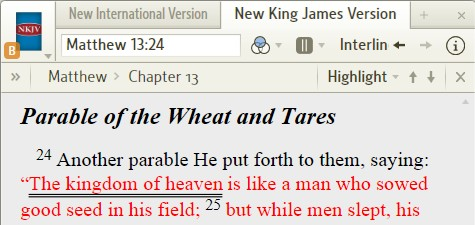 NKJV
B
New International Version
New King James Version
+
×
Matthew 13:24
Interlin
» Matthew > Chapter 13
Highlight
X
Parable of the Wheat and Tares
24 Another parable He put forth to them, saying:
“The kingdom of heaven is like a man who sowed
good seed in his field; 25 but while men slept, his